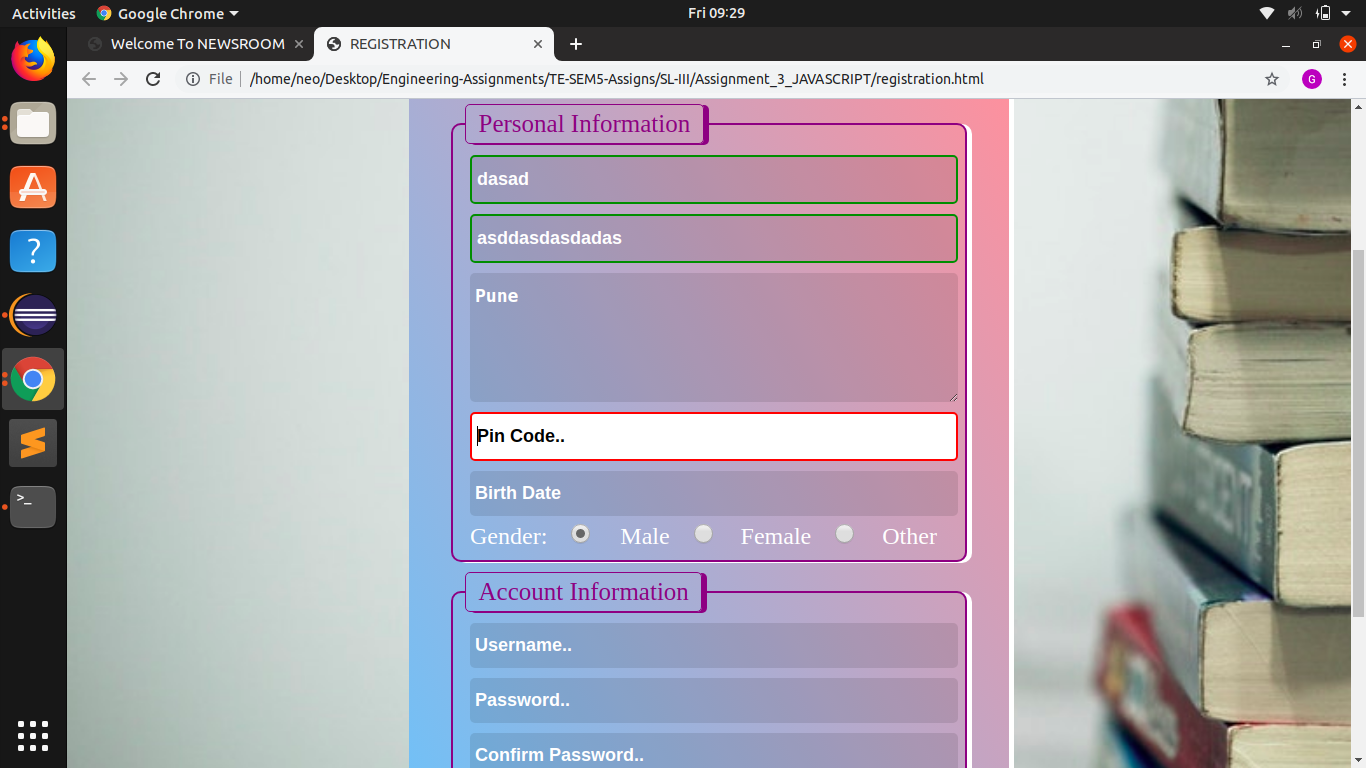 Activities Google Chrome Fri 09:29
Welcome To NEWSROOM REGISTRATION
File /home/neo/Desktop/Engineering-Assignments/TE-SEM5-Assigns/SL-III/Assignment_3_JAVASCRIPT/registration.html G
Personal Information
dasad
asddasdasdadas
Pune
Pin Code..
Birth Date
Gender: Male Female Other
Account Information
Username..
Password..
Confirm Password..
?
>_